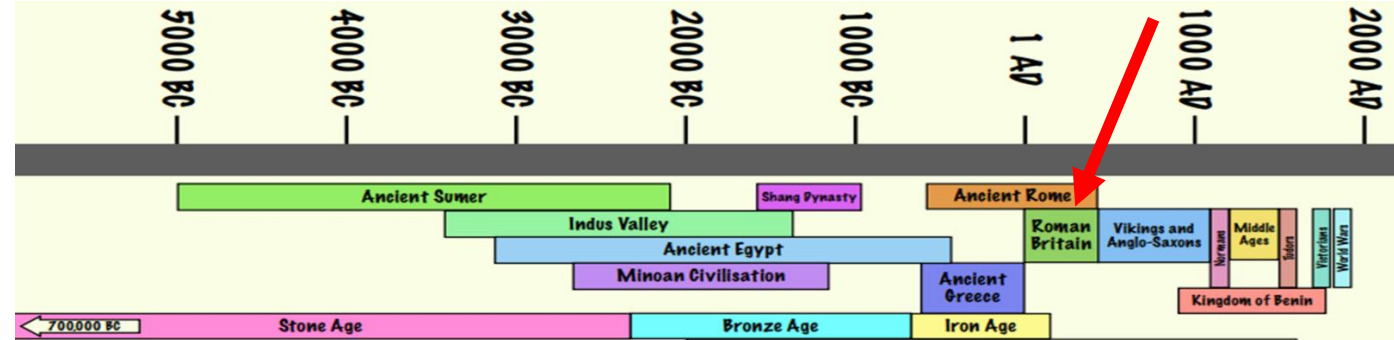 5000 BC
4000 BC
3000 BC
2000 BC
1000 BC
1 AD
1000 AD
2000 AD
Ancient Sumer
Shang Dynasty
Ancient Rome
Indus Valley
Roman
Britain
Vikings and
Anglo-Saxons
Normans
Middle
Ages
Tudors
Victorians
World Wars
Ancient Egypt
Minoan Civilisation
Ancient
Greece
Kingdom of Benin
700,000 BC
Stone Age
Bronze Age
Iron Age